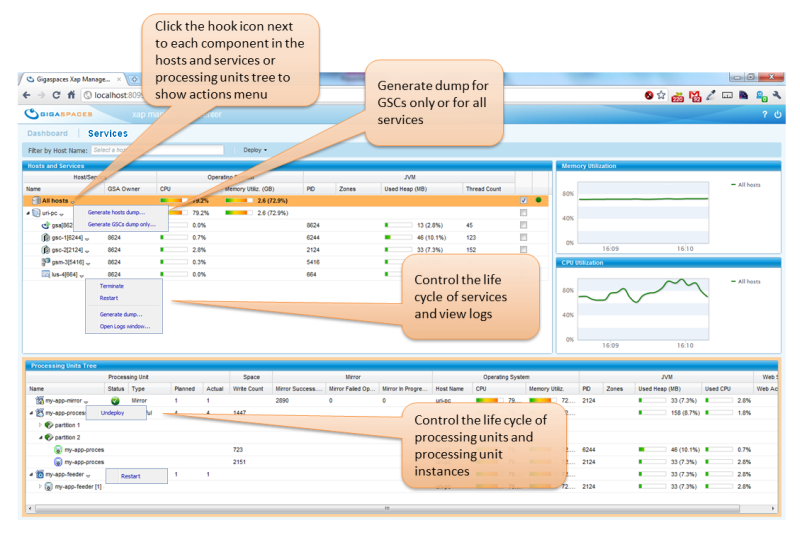 Click the hook icon next
to each component in the
hosts and services or
processing units tree to
show actions menu
Generate dump for
GSCs only or for all
services
Gigaspaces Xap Manage...
localhost:809
GIGASPACES
xap m
ter
Dashboard
Services
Filter by Host Name:
Select a ho
Deploy
Hosts and Services
Host/Ser
Operating System
JVM
Name GSA Owner CPU Memory Utiliz. (GB) PID Zones Used Heap (MB) Thread Count
All hosts 79.2% 2.6 (72.9%)
uri-pc 79.2% 2.6 (72.9%)
gsa[862 0.0% 8624 13 (2.8%) 45
gsc-1[6244] 8624 0.7% 6244 46 (10.1%) 123
gsc-2[2124] 8624 2.8% 2124 33 (7.3%) 152
gsm-3[5416] 8624 0.3% 5416
lus-4[664] 8624 0.0% 664
Generate hosts dump...
Generate GSCs dump only...
Terminate
Restart
Generate dump...
Open Logs window...
Control the life
cycle of services
and view logs
Memory Utilization
All hosts
80%
40%
0%
16:09 16:10
CPU Utilization
All hosts
80%
40%
0%
16:09 16:10
Processing Units Tree
Processing Unit Space Mirror Operating System JVM Web S
Name Status Type Planned Actual Write Count Mirror Success... Mirror Failed Op... Mirror In Progre... Host Name CPU Memory Utiliz. PID Zones Used Heap (MB) Used CPU Web Ac
my-app-mirror Mirror 1 1 2890 0 0 uri-pc 79... 72... 2124 33 (7.3%) 2.8%
my-app-proces ful 4 4 1447 72... 158 (8.7%) 1.8%
partition 1
partition 2
my-app-proces 723 72... 6244 46 (10.1%) 0.7%
my-app-proces 2151 72... 2124 33 (7.3%) 2.8%
my-app-feeder 1 1 72... 33 (7.3%) 2.8%
my-app-feeder [1] uri-pc 72... 2124 33 (7.3%) 2.8%
Undeploy
Restart
Control the life cycle of
processing units and
processing unit
instances